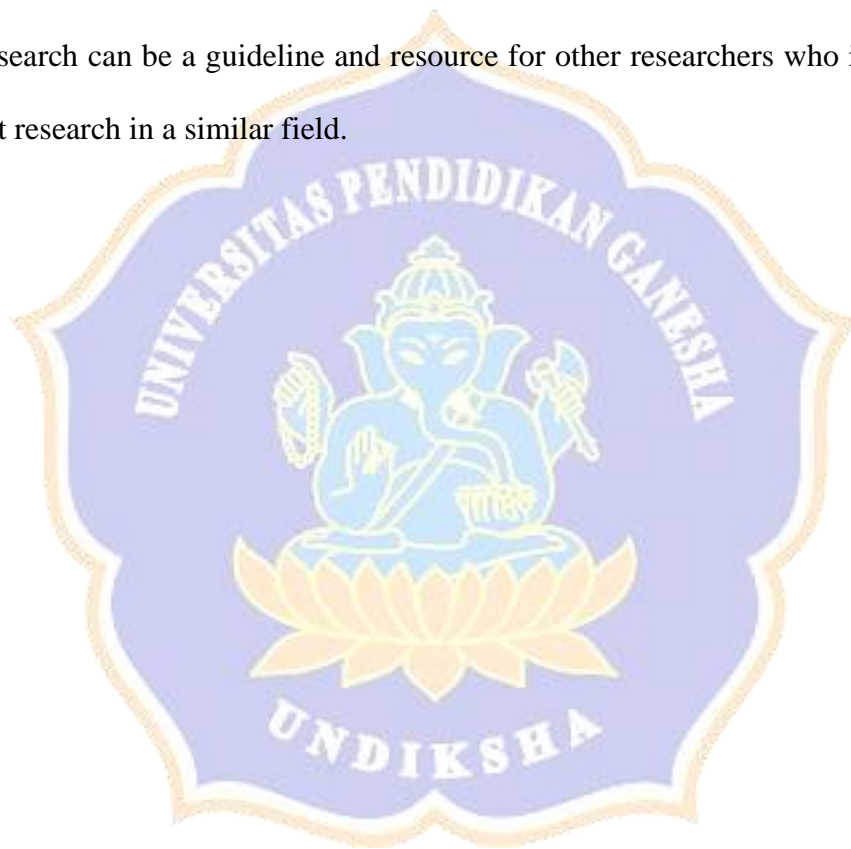 search can be a guideline and resource for other researchers who
t research in a similar field.
UNIVERSITAS PENDIDIKAN GANESHA
UNDIKSHA